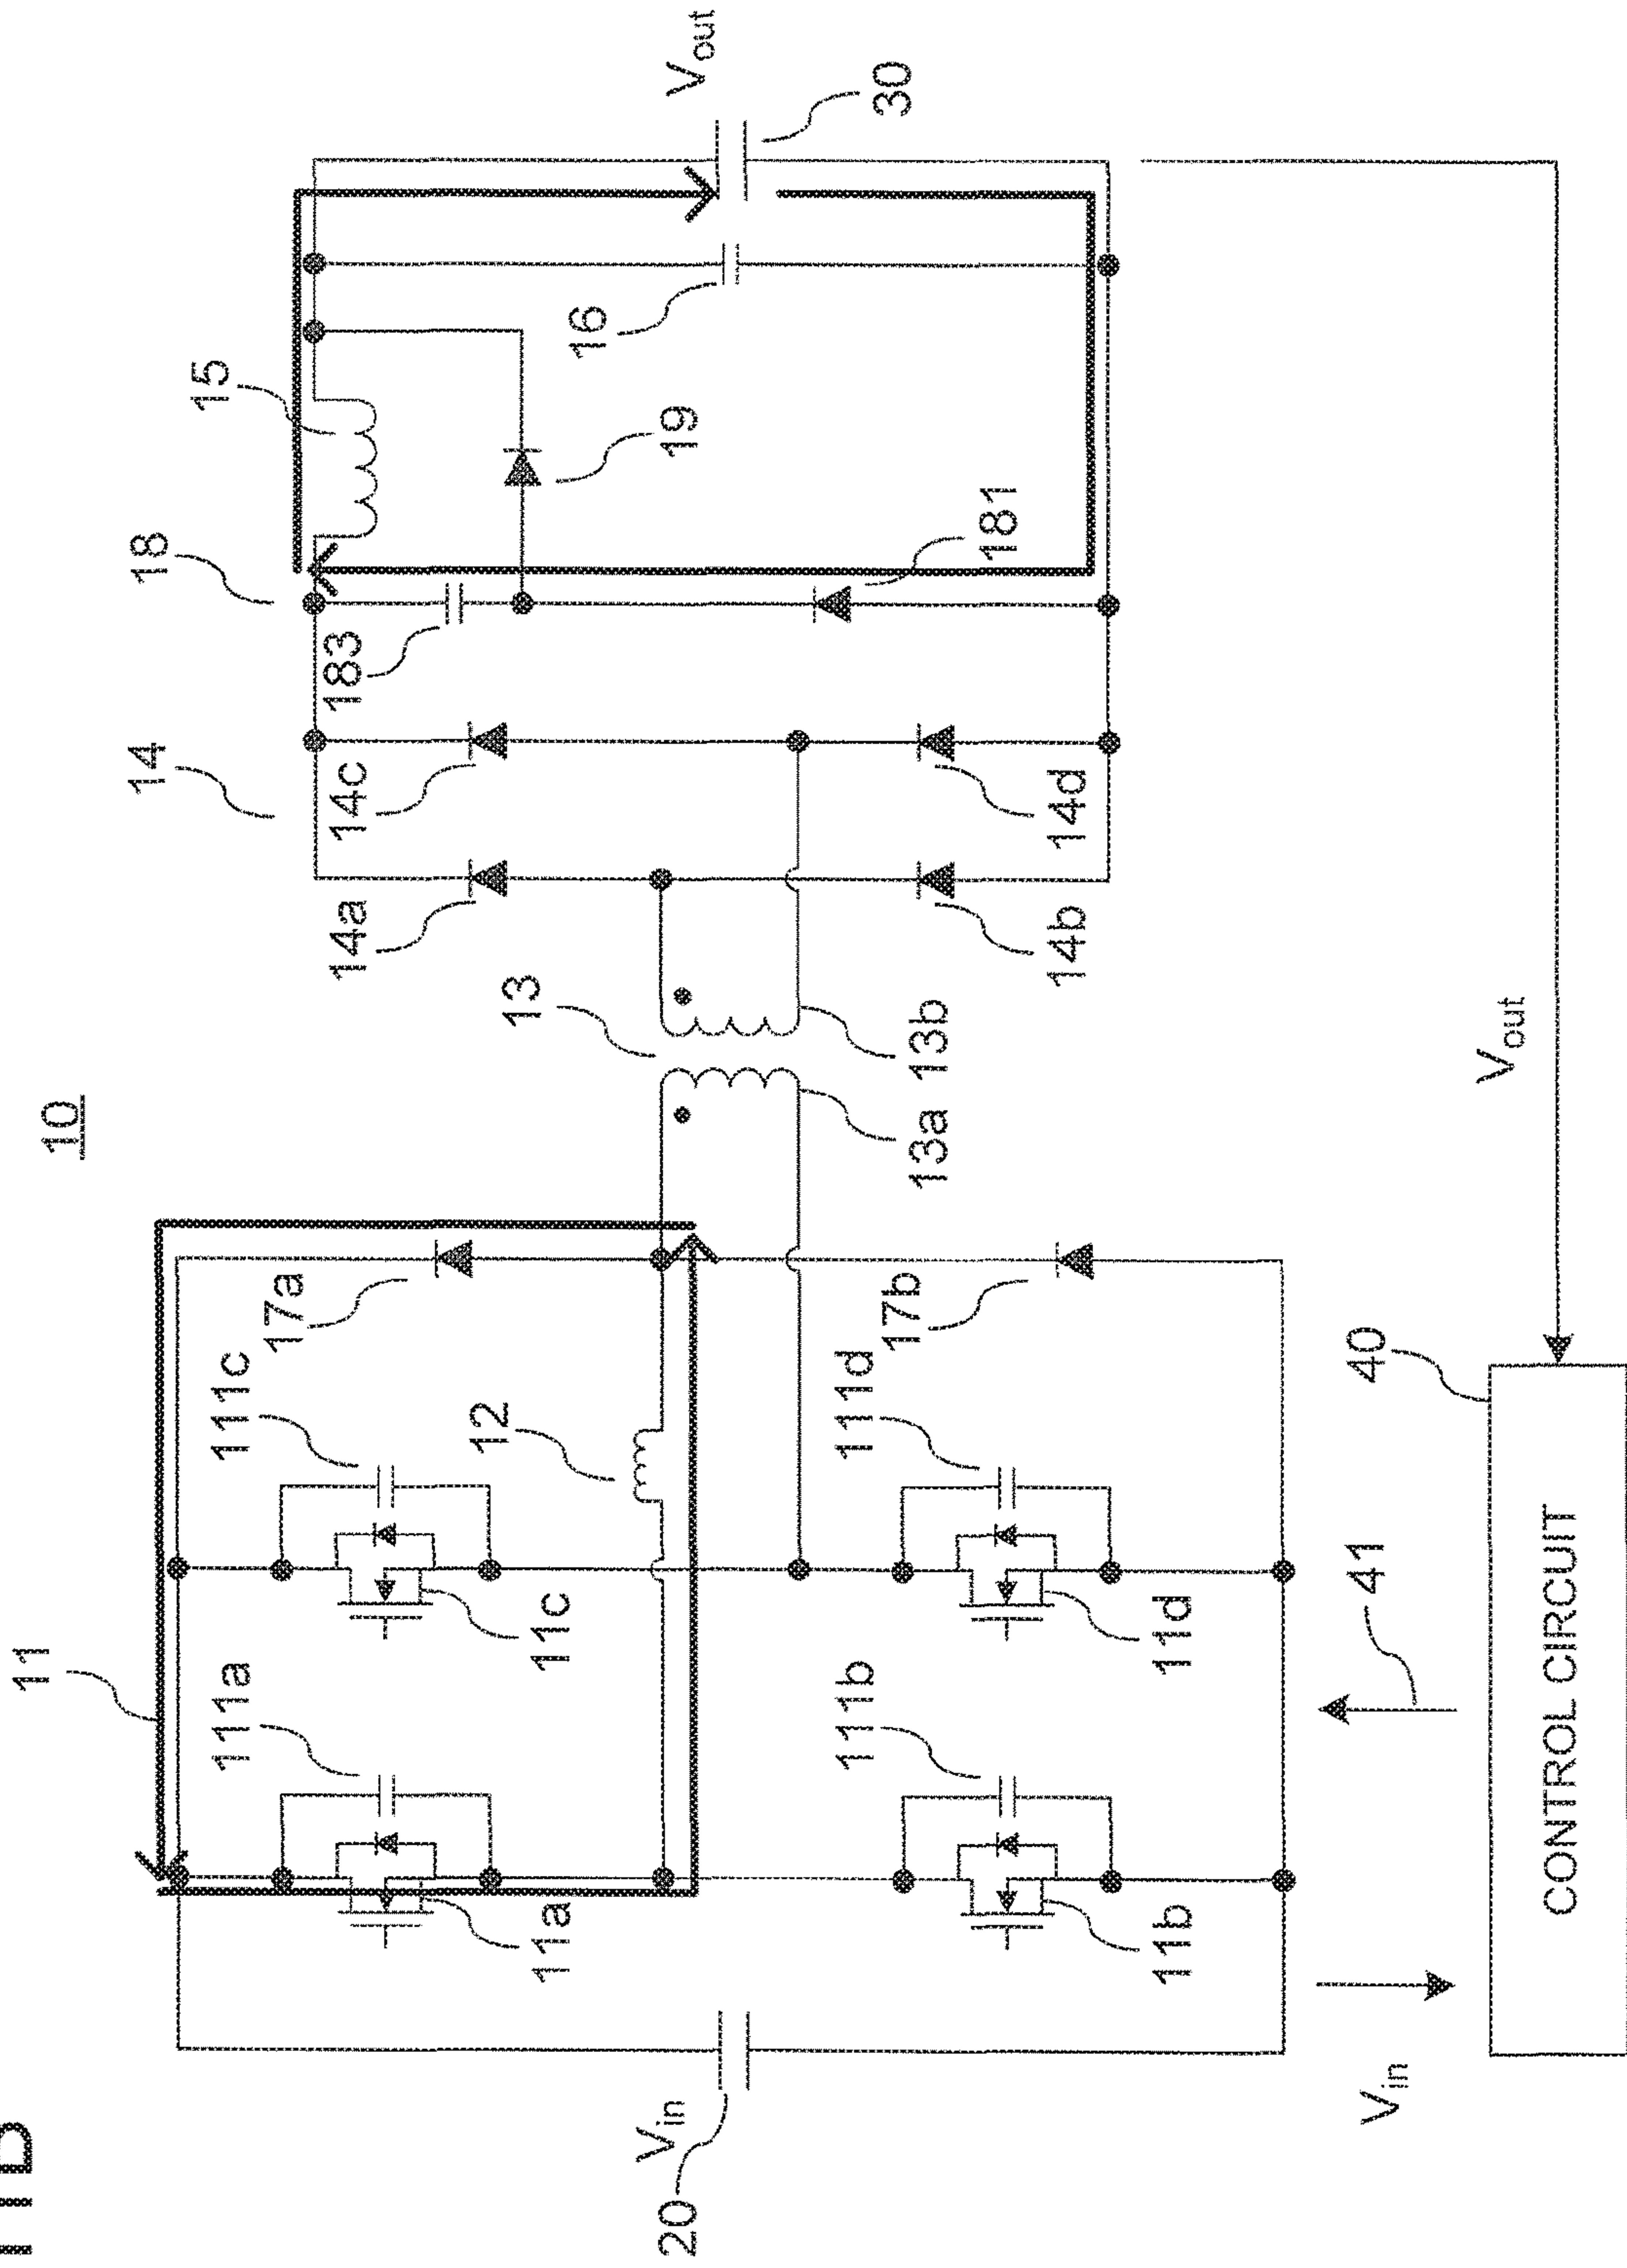 10
11
111a
111c
17a
11a
11c
12
13
14
14a
14c
183
18
15
19
16
V_out
30
V_in
20
111b
111d
17b
11b
11d
13a
13b
14b
14d
181
V_in
41
40
V_out
CONTROL CIRCUIT